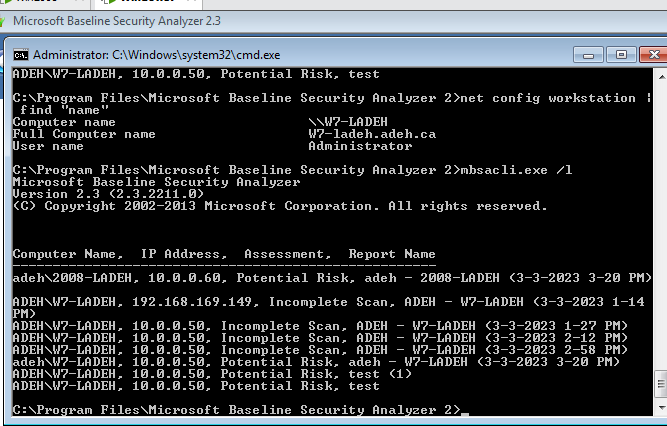 Microsoft Baseline Security Analyzer 2.3
Administrator: C:\Windows\system32\cmd.exe
ADEH\W7-LADEH, 10.0.0.50, Potential Risk, test
C:\Program Files\Microsoft Baseline Security Analyzer 2>net config workstation |
find "name"
Computer name \\W7-LADEH
Full Computer name W7-ladeh.adeh.ca
User name Administrator
C:\Program Files\Microsoft Baseline Security Analyzer 2>mbsacli.exe /l
Microsoft Baseline Security Analyzer
Version 2.3 (2.3.2211.0)
(C) Copyright 2002-2013 Microsoft Corporation. All rights reserved.
Computer Name, IP Address, Assessment, Report Name
-----------------------------------------------------
adeh\2008-LADEH, 10.0.0.60, Potential Risk, adeh - 2008-LADEH (3-3-2023 3-20 PM)
ADEH\W7-LADEH, 192.168.169.149, Incomplete Scan, ADEH - W7-LADEH (3-3-2023 1-14
PM)
ADEH\W7-LADEH, 10.0.0.50, Incomplete Scan, ADEH - W7-LADEH (3-3-2023 1-27 PM)
ADEH\W7-LADEH, 10.0.0.50, Incomplete Scan, ADEH - W7-LADEH (3-3-2023 2-12 PM)
ADEH\W7-LADEH, 10.0.0.50, Incomplete Scan, ADEH - W7-LADEH (3-3-2023 2-58 PM)
adeh\W7-LADEH, 10.0.0.50, Potential Risk, adeh - W7-LADEH (3-3-2023 3-20 PM)
ADEH\W7-LADEH, 10.0.0.50, Potential Risk, test (1)
ADEH\W7-LADEH, 10.0.0.50, Potential Risk, test
C:\Program Files\Microsoft Baseline Security Analyzer 2>_